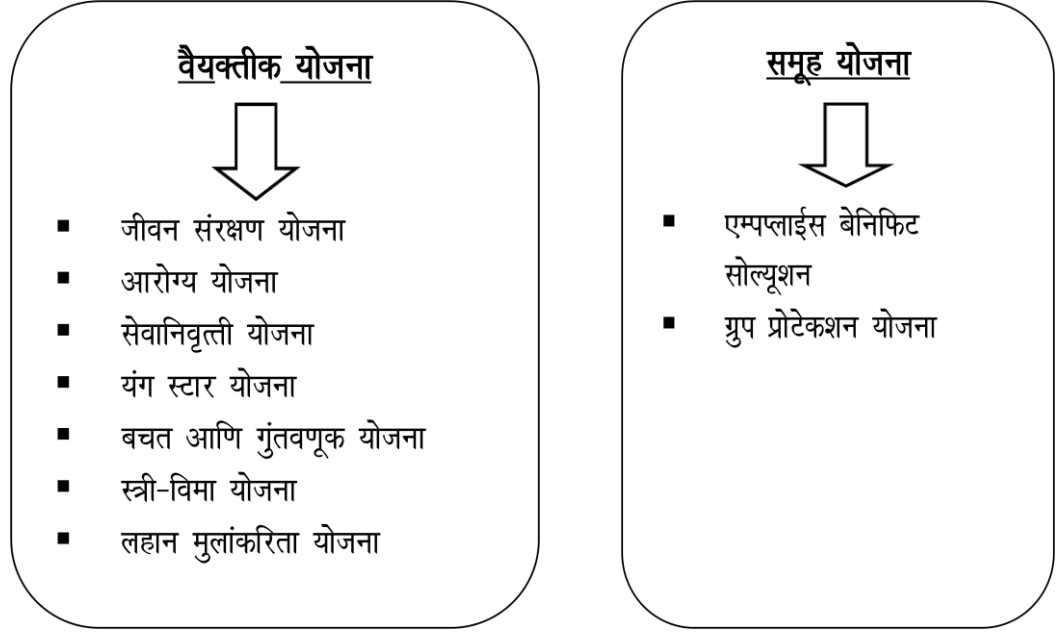 वैयक्तीक योजना
▪ जीवन संरक्षण योजना
▪ आरोग्य योजना
▪ सेवानिवृत्ती योजना
▪ यंग स्टार योजना
▪ बचत आणि गुंतवणूक योजना
▪ स्त्री-विमा योजना
▪ लहान मुलांकरिता योजना
समूह योजना
▪ एम्पप्लाईस बेनिफिट
सोल्यूशन
▪ ग्रुप प्रोटेकशन योजना